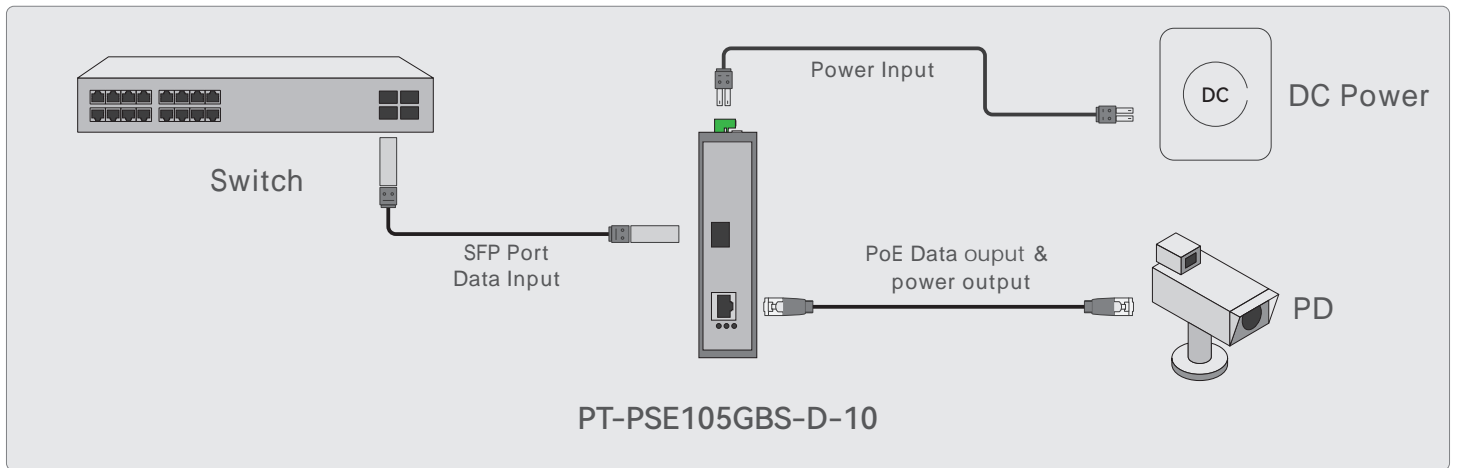 Power Input
DC
DC Power
Switch
SFP Port
Data Input
PoE Data ouput &
power output
PD
PT-PSE105GBS-D-10